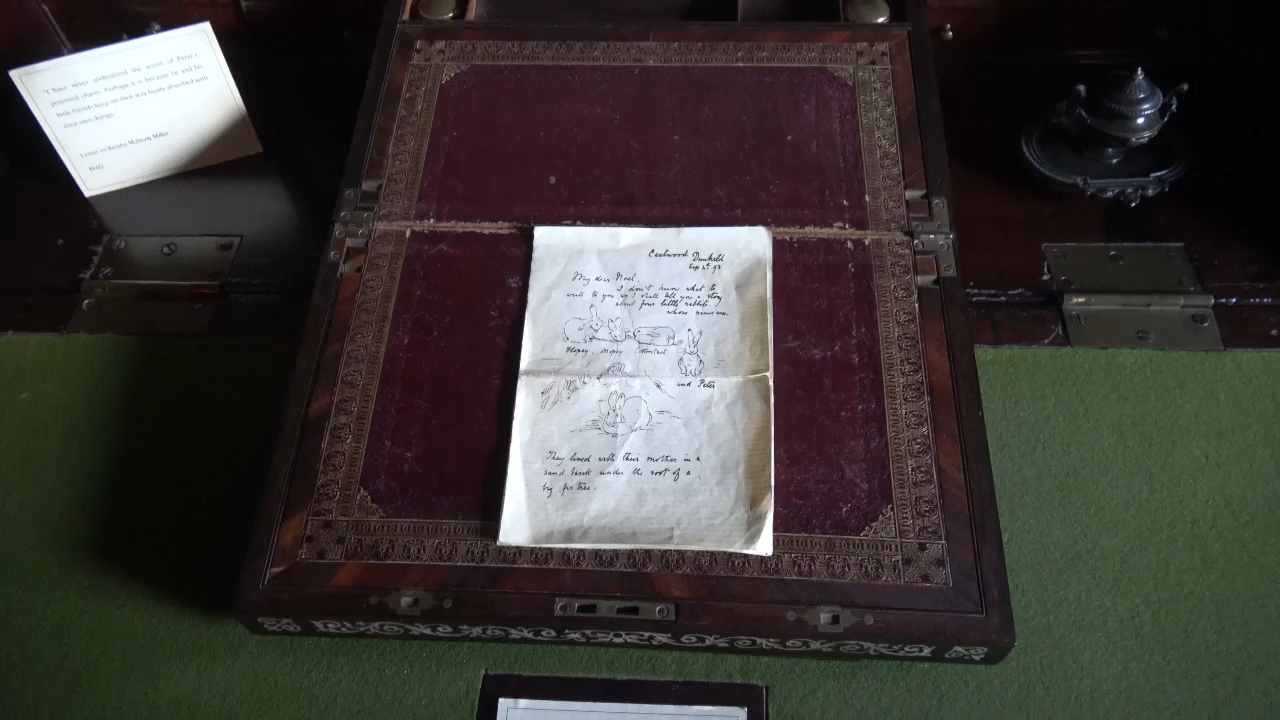 "I have never understood the secret of Peter's
perennial charm. Perhaps it is because he and his
little friends keep on their way busily absorbed with
their own doings."
Letter to Bertha Mahony Miller
1940
Eastwood Dunkeld
Sep 4th 93
My dear Noel,
I don't know what to
write to you so I shall tell you a story
about four little rabbits
whose names were
Flopsy, Mopsy Cottontail
and Peter
They lived with their mother in a
sand bank under the root of a
big fir tree.